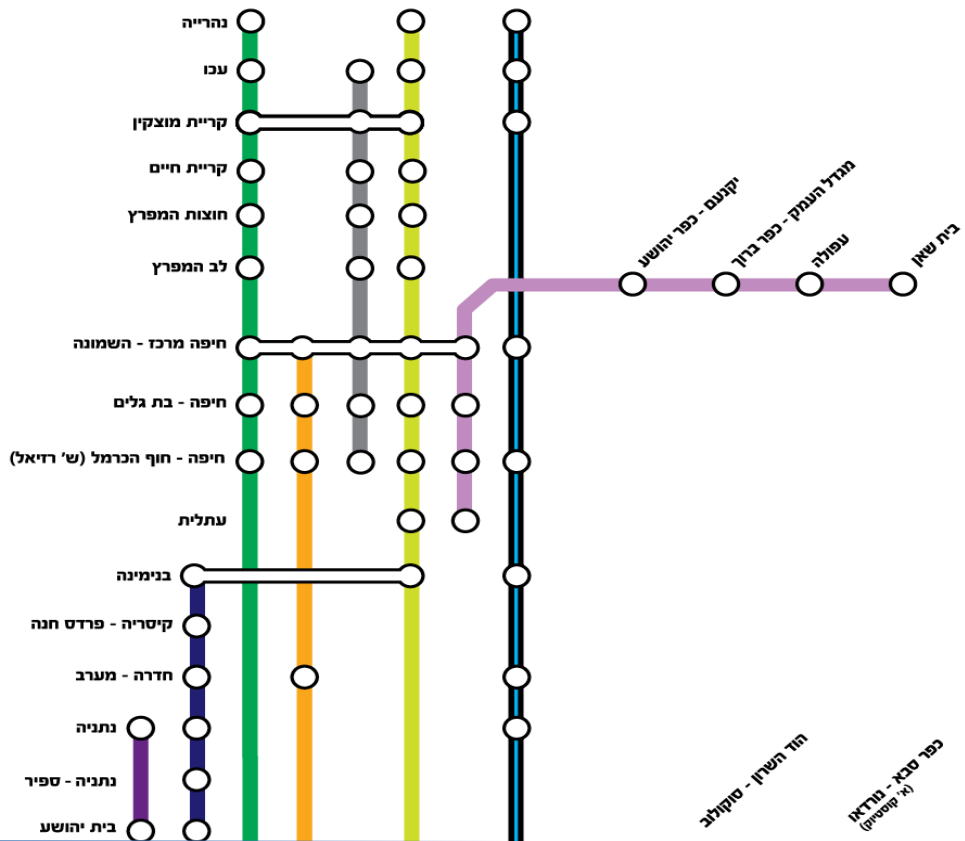 נהרייה
עכו
קריית מוצקין
קריית חיים
חוצות המפרץ
לב המפרץ
יקנעם - כפר יהושע
מגדל העמק - כפר ברוך
עפולה
בית שאן
חיפה מרכז - השמונה
חיפה - בת גלים
חיפה - חוף הכרמל (ש' רזיאל)
עתלית
בנימינה
קיסריה - פרדס חנה
חדרה - מערב
נתניה
נתניה - ספיר
בית יהושע
הוד השרון - סוקולוב
כפר סבא - נורדאו
(א' קוסטיוק)